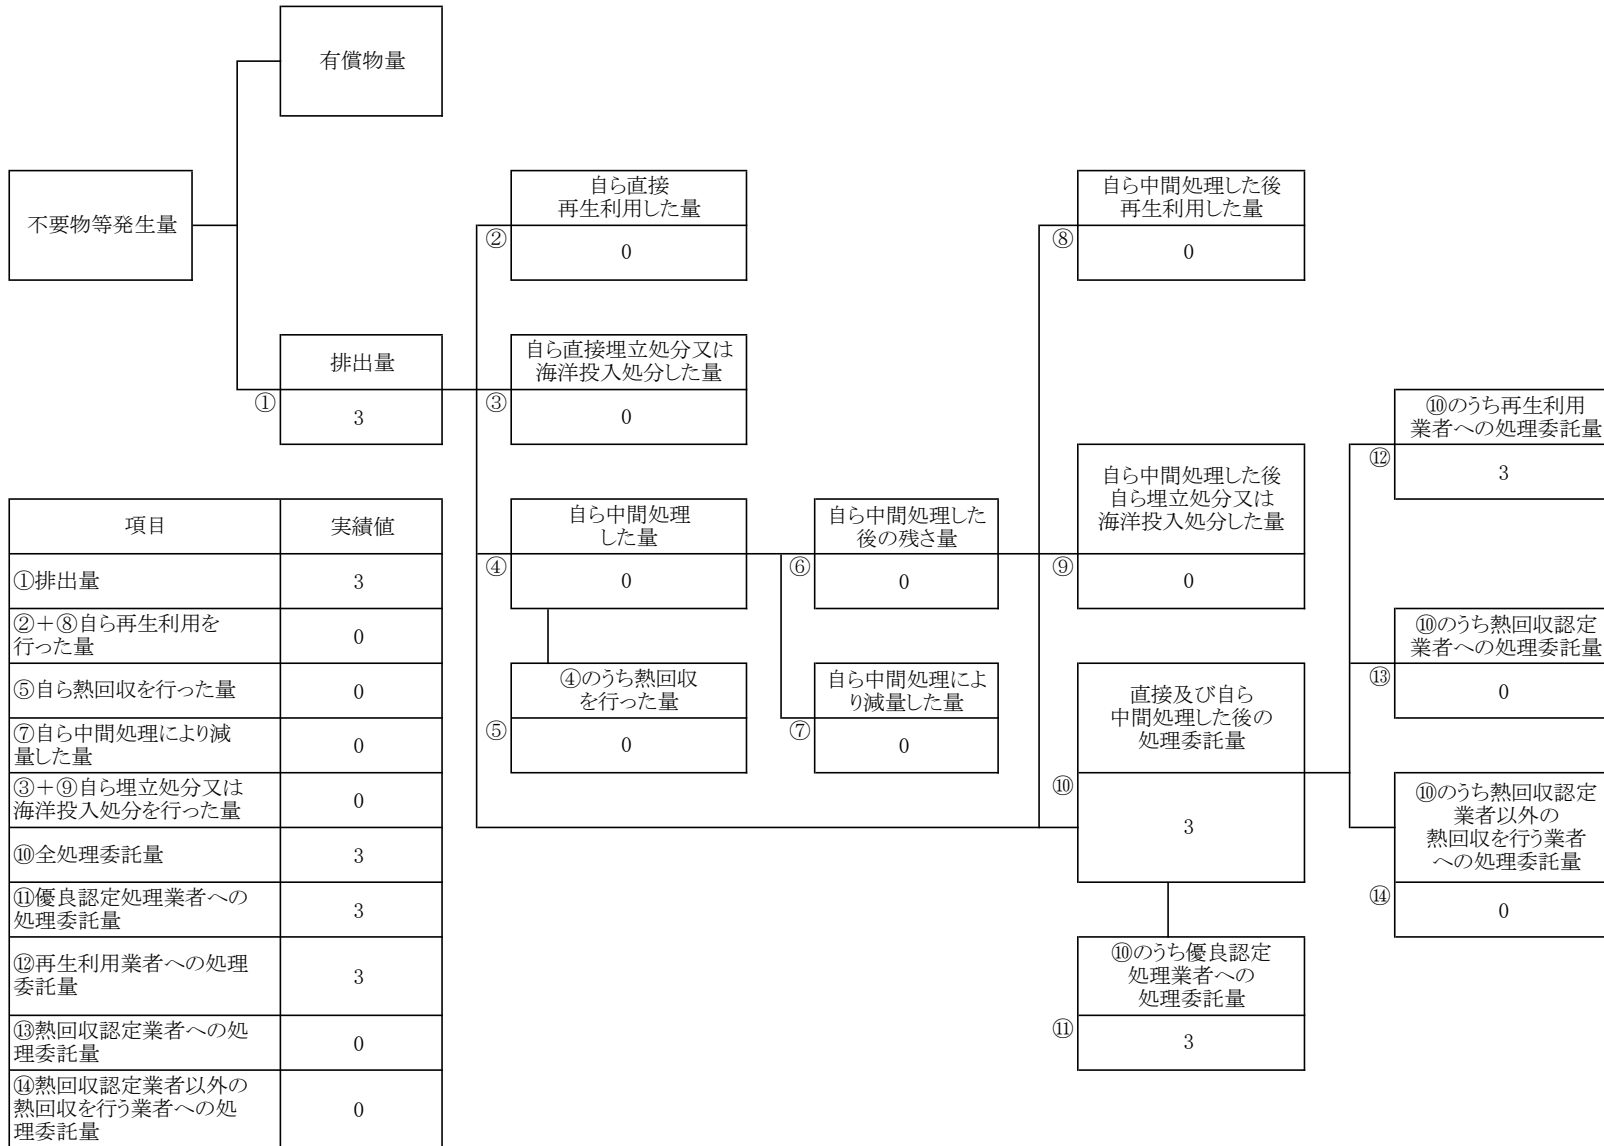 有償物量
不要物等発生量
自ら直接
再生利用した量
②
0
自ら中間処理した後
再生利用した量
⑧
0
排出量
①
3
自ら直接埋立処分又は
海洋投入処分した量
③
0
⑩のうち再生利用
業者への処理委託量
⑫
3
自ら中間処理
した量
④
0
自ら中間処理した
後の残さ量
⑥
0
自ら中間処理した後
自ら埋立処分又は
海洋投入処分した量
⑨
0
⑩のうち熱回収認定
業者への処理委託量
⑬
0
④のうち熱回収
を行った量
⑤
0
自ら中間処理によ
り減量した量
⑦
0
直接及び自ら
中間処理した後の
処理委託量
⑩
3
⑩のうち熱回収認定
業者以外の
熱回収を行う業者
への処理委託量
⑭
0
⑩のうち優良認定
処理業者への
処理委託量
⑪
3
項目 実績値
①排出量 3
②＋⑧自ら再生利用を
行った量 0
⑤自ら熱回収を行った量 0
⑦自ら中間処理により減
量した量 0
③＋⑨自ら埋立処分又は
海洋投入処分を行った量 0
⑩全処理委託量 3
⑪優良認定処理業者への
処理委託量 3
⑫再生利用業者への処理
委託量 3
⑬熱回収認定業者への処
理委託量 0
⑭熱回収認定業者以外の
熱回収を行う業者への処
理委託量 0